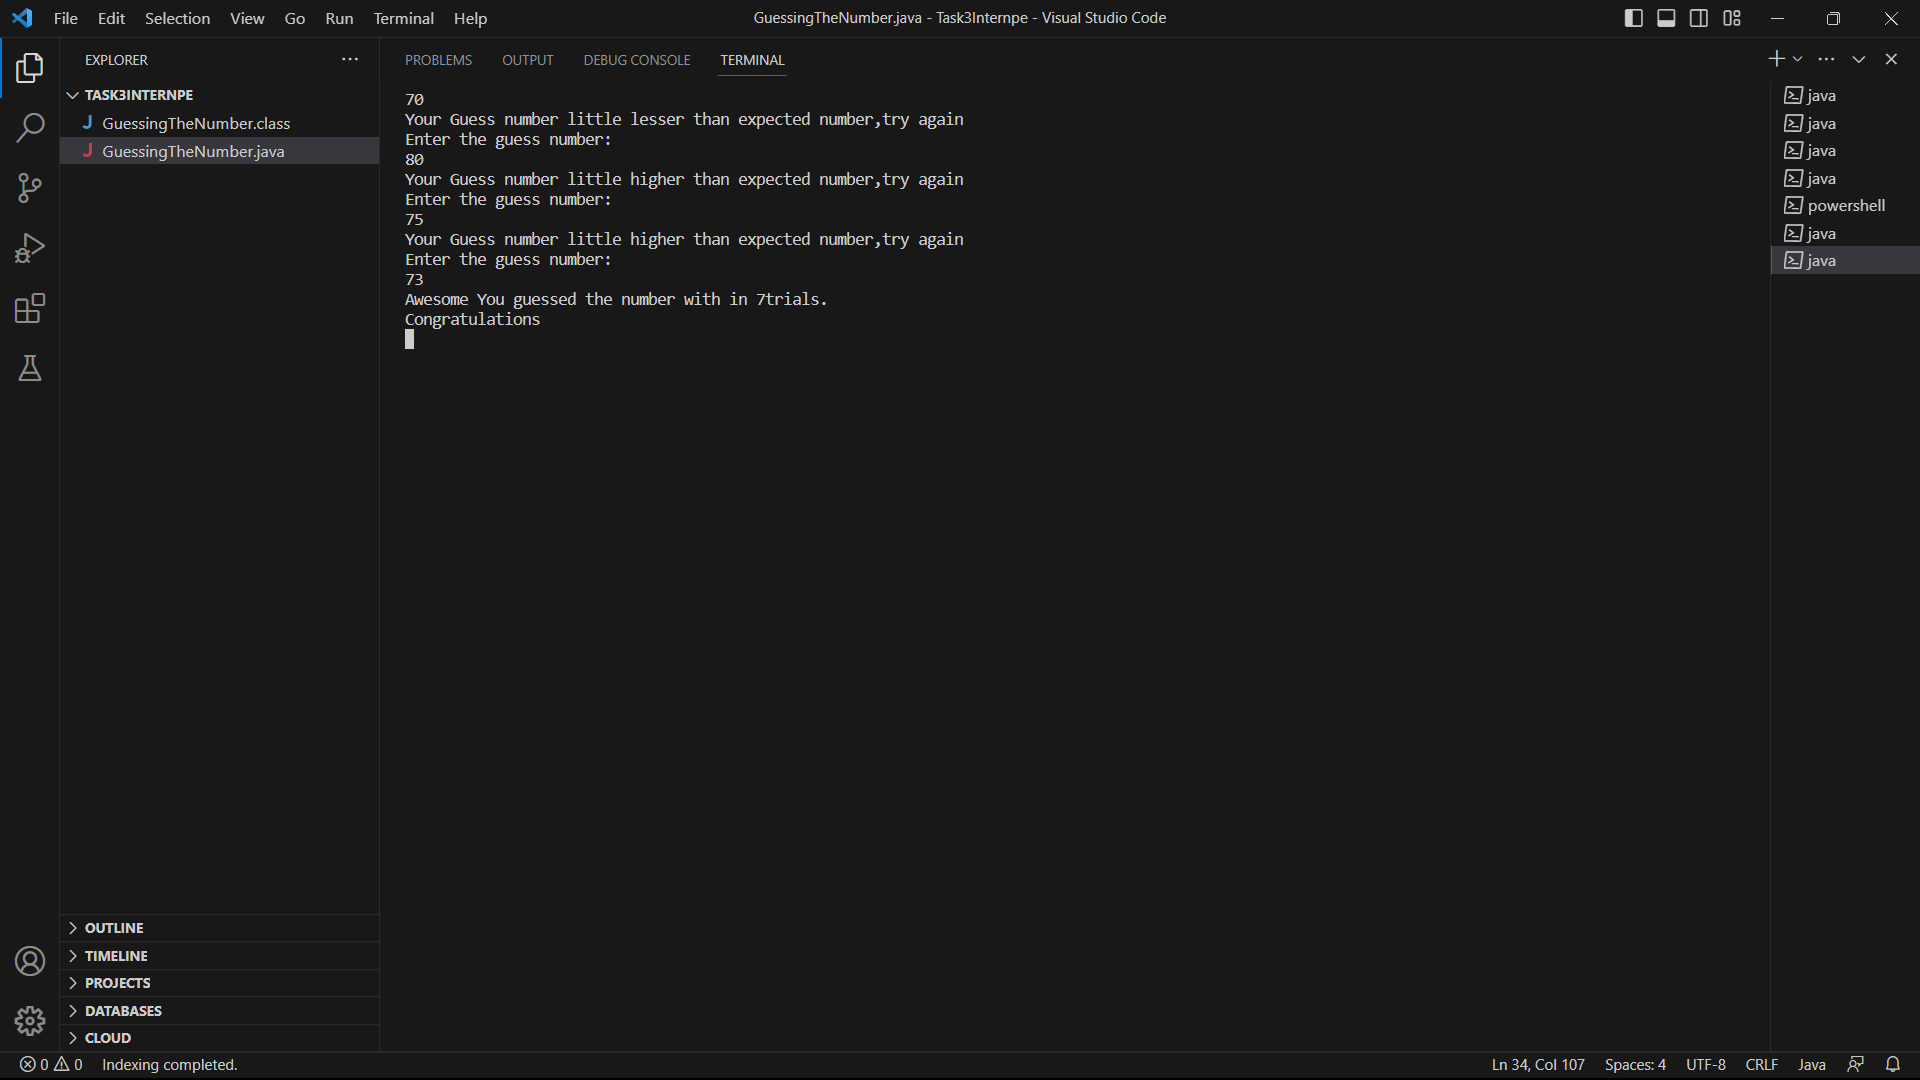 File Edit Selection View Go Run Terminal Help
GuessingTheNumber.java - Task3Internpe - Visual Studio Code
EXPLORER
TASK3INTERNPE
J GuessingTheNumber.class
J GuessingTheNumber.java
OUTLINE
TIMELINE
PROJECTS
DATABASES
CLOUD
PROBLEMS OUTPUT DEBUG CONSOLE TERMINAL
70
Your Guess number little lesser than expected number,try again
Enter the guess number:
80
Your Guess number little higher than expected number,try again
Enter the guess number:
75
Your Guess number little higher than expected number,try again
Enter the guess number:
73
Awesome You guessed the number with in 7trials.
Congratulations
java
java
java
java
powershell
java
java
0 0 Indexing completed.
Ln 34, Col 107 Spaces: 4 UTF-8 CRLF Java